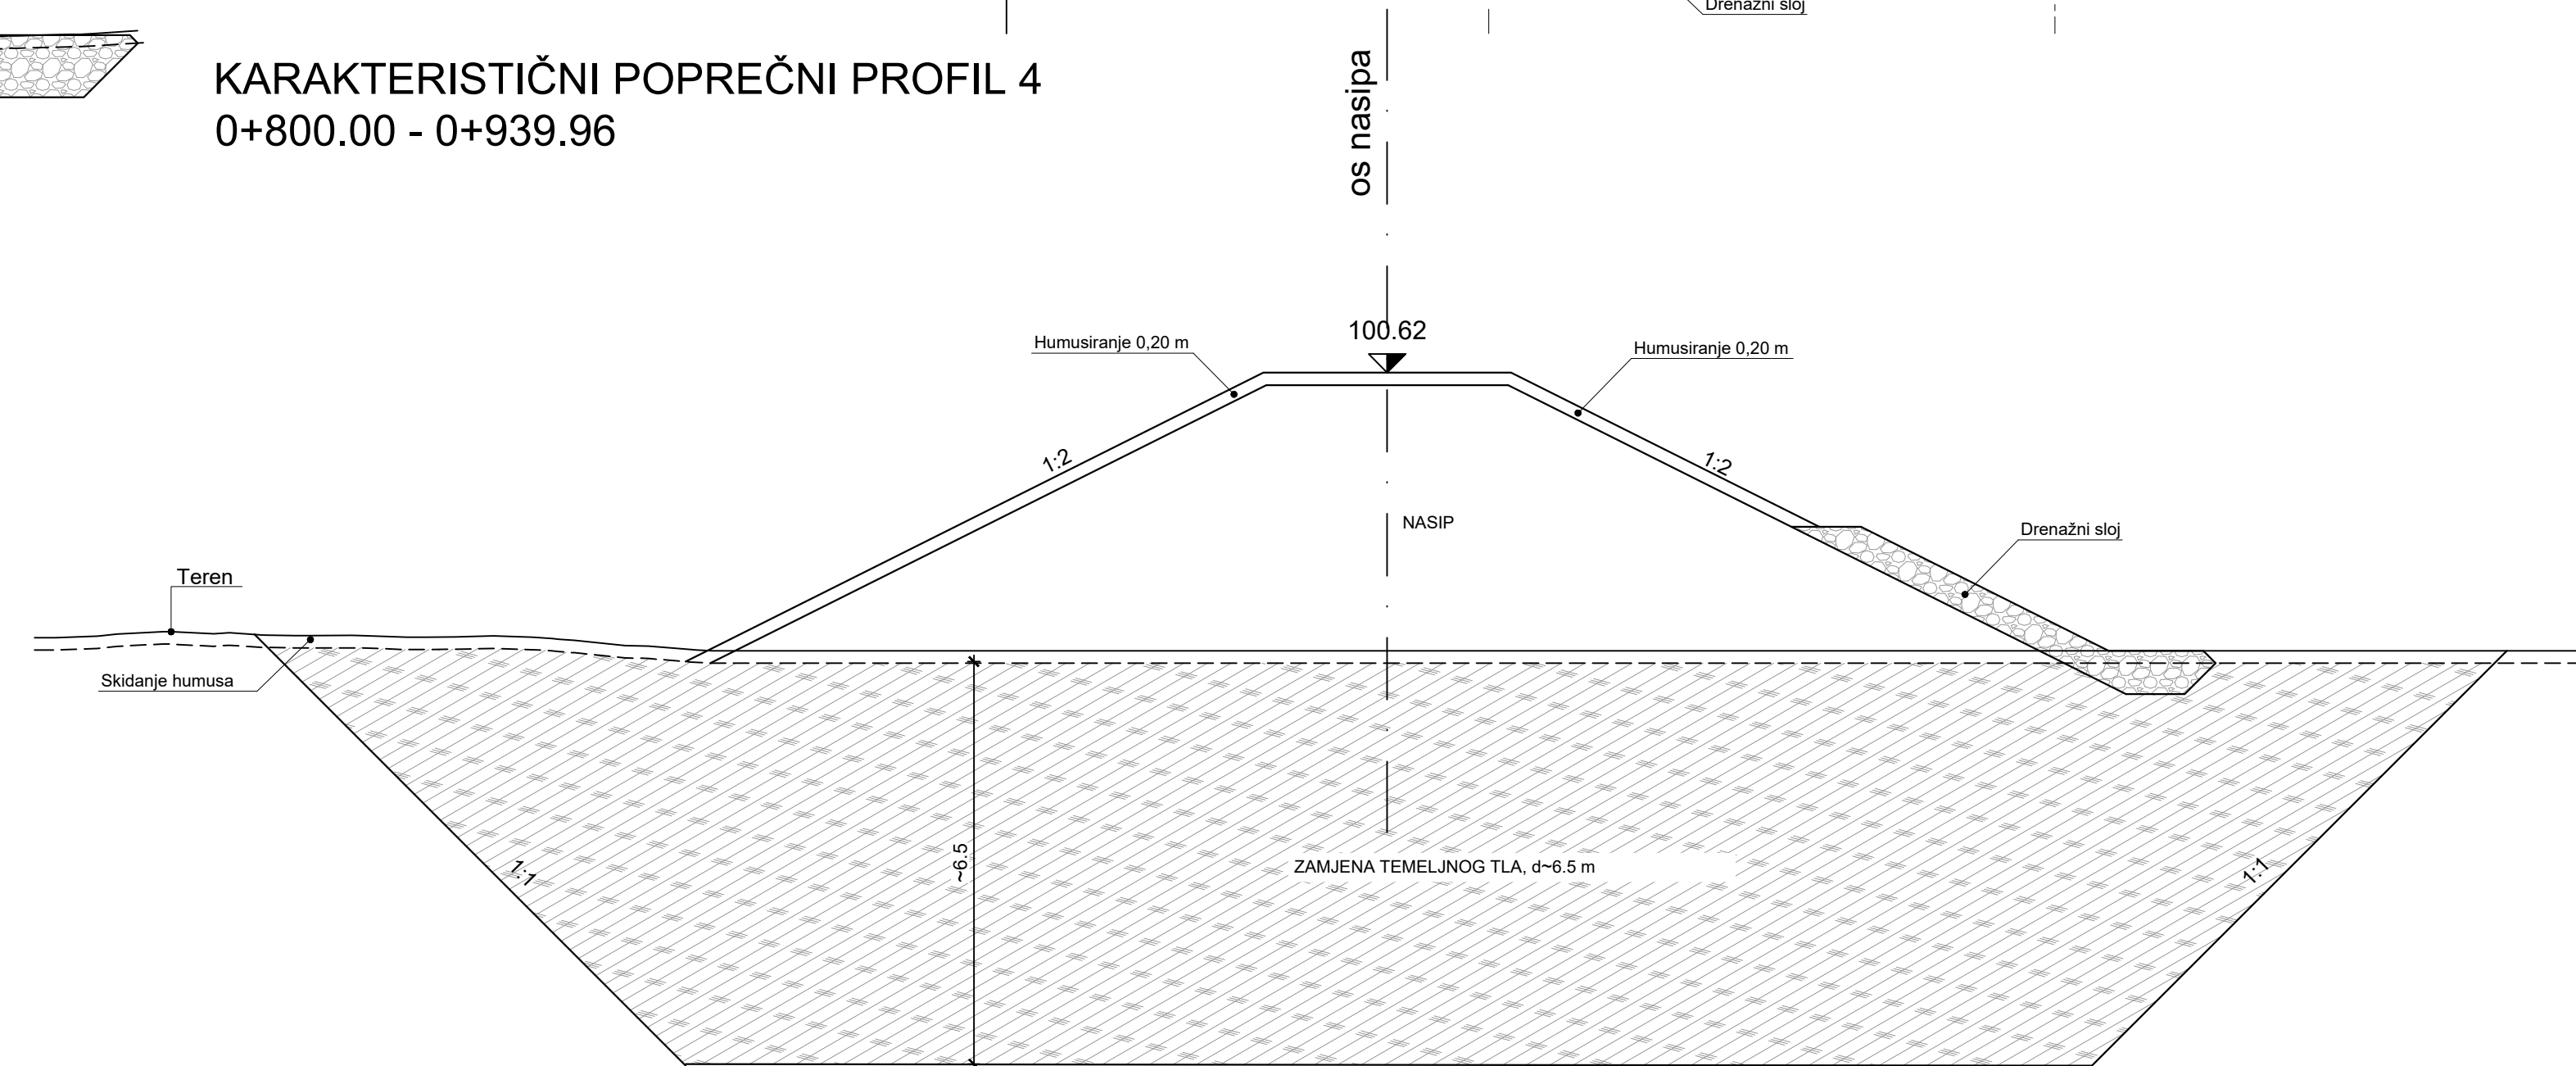 Drenažni sloj
KARAKTERISTIČNI POPREČNI PROFIL 4
0+800.00 - 0+939.96
os nasipa
100.62
Humusiranje 0,20 m
Humusiranje 0,20 m
1:2
1:2
NASIP
Drenažni sloj
Teren
Skidanje humusa
~6.5
ZAMJENA TEMELJNOG TLA, d~6.5 m
1:1
1:1